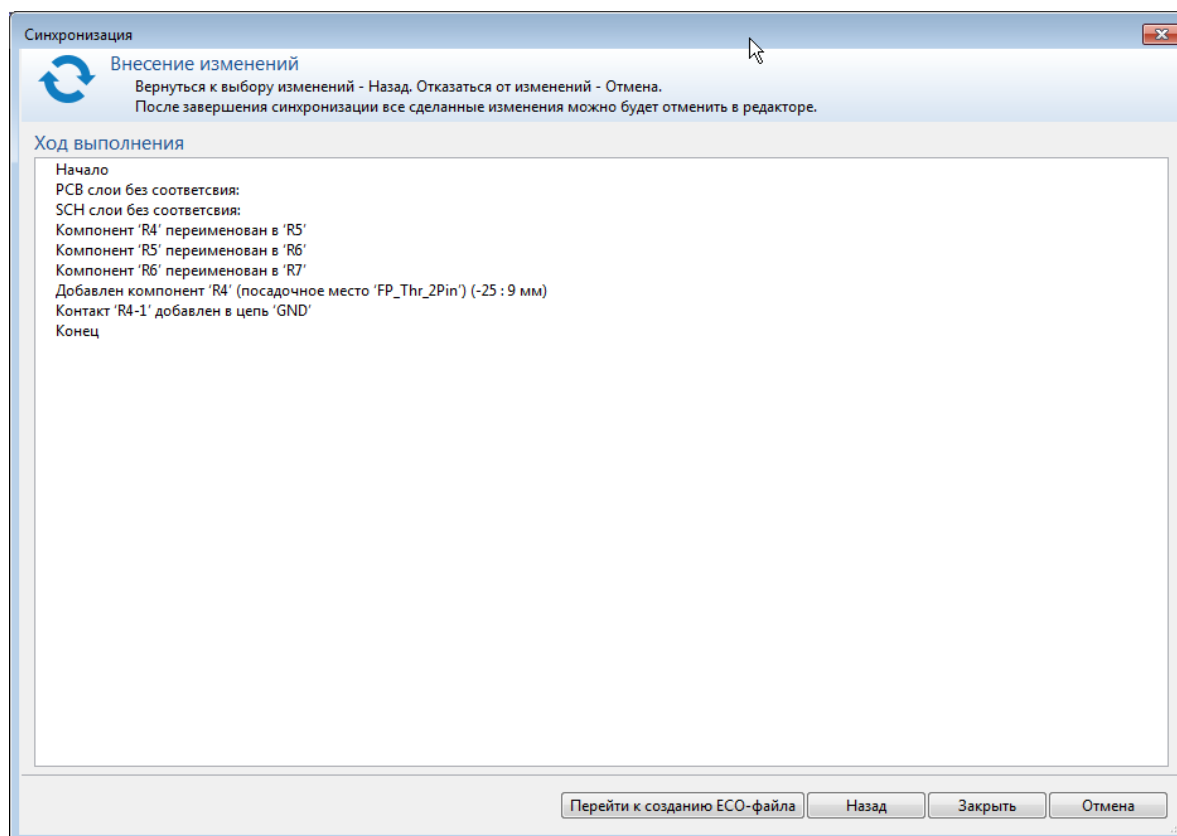 Синхронизация
Внесение изменений
Вернуться к выбору изменений - Назад. Отказаться от изменений - Отмена.
После завершения синхронизации все сделанные изменения можно будет отменить в редакторе.
Ход выполнения
Начало
PCB слои без соответсвия:
SCH слои без соответсвия:
Компонент ‘R4’ переименован в ‘R5’
Компонент ‘R5’ переименован в ‘R6’
Компонент ‘R6’ переименован в ‘R7’
Добавлен компонент ‘R4’ (посадочное место ‘FP_Thr_2Pin’) (-25 : 9 мм)
Контакт ‘R4-1’ добавлен в цепь ‘GND’
Конец
Перейти к созданию ECO-файла Назад Закрыть Отмена